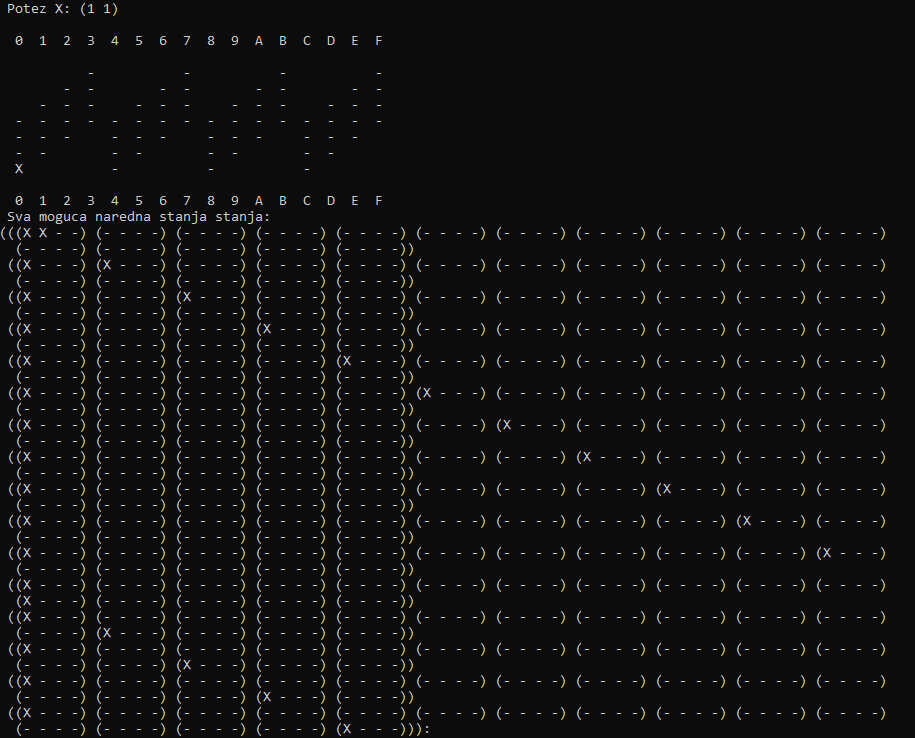 Potez X: (1 1)
0 1 2 3 4 5 6 7 8 9 A B C D E F
- - - -
- - - - - - - -
- - - - - - - - - - - -
- - - - - - - - - - - - - - - -
- - - - - - - - - - - -
- - - - - - - -
X - - -
0 1 2 3 4 5 6 7 8 9 A B C D E F
Sva moguca naredna stanja stanja:
(((X X - -) (- - - -) (- - - -) (- - - -) (- - - -) (- - - -) (- - - -) (- - - -) (- - - -) (- - - -) (- - - -)
(- - - -) (- - - -) (- - - -) (- - - -) (- - - -))
((X - - -) (X - - -) (- - - -) (- - - -) (- - - -) (- - - -) (- - - -) (- - - -) (- - - -) (- - - -) (- - - -)
(- - - -) (- - - -) (- - - -) (- - - -) (- - - -))
((X - - -) (- - - -) (X - - -) (- - - -) (- - - -) (- - - -) (- - - -) (- - - -) (- - - -) (- - - -) (- - - -)
(- - - -) (- - - -) (- - - -) (- - - -) (- - - -))
((X - - -) (- - - -) (- - - -) (X - - -) (- - - -) (- - - -) (- - - -) (- - - -) (- - - -) (- - - -) (- - - -)
(- - - -) (- - - -) (- - - -) (- - - -) (- - - -))
((X - - -) (- - - -) (- - - -) (- - - -) (X - - -) (- - - -) (- - - -) (- - - -) (- - - -) (- - - -) (- - - -)
(- - - -) (- - - -) (- - - -) (- - - -) (- - - -))
((X - - -) (- - - -) (- - - -) (- - - -) (- - - -) (X - - -) (- - - -) (- - - -) (- - - -) (- - - -) (- - - -)
(- - - -) (- - - -) (- - - -) (- - - -) (- - - -))
((X - - -) (- - - -) (- - - -) (- - - -) (- - - -) (- - - -) (X - - -) (- - - -) (- - - -) (- - - -) (- - - -)
(- - - -) (- - - -) (- - - -) (- - - -) (- - - -))
((X - - -) (- - - -) (- - - -) (- - - -) (- - - -) (- - - -) (- - - -) (X - - -) (- - - -) (- - - -) (- - - -)
(- - - -) (- - - -) (- - - -) (- - - -) (- - - -))
((X - - -) (- - - -) (- - - -) (- - - -) (- - - -) (- - - -) (- - - -) (- - - -) (X - - -) (- - - -) (- - - -)
(- - - -) (- - - -) (- - - -) (- - - -) (- - - -))
((X - - -) (- - - -) (- - - -) (- - - -) (- - - -) (- - - -) (- - - -) (- - - -) (- - - -) (X - - -) (- - - -)
(- - - -) (- - - -) (- - - -) (- - - -) (- - - -))
((X - - -) (- - - -) (- - - -) (- - - -) (- - - -) (- - - -) (- - - -) (- - - -) (- - - -) (- - - -) (X - - -)
(- - - -) (- - - -) (- - - -) (- - - -) (- - - -))
((X - - -) (- - - -) (- - - -) (- - - -) (- - - -) (- - - -) (- - - -) (- - - -) (- - - -) (- - - -) (- - - -)
(X - - -) (- - - -) (- - - -) (- - - -) (- - - -))
((X - - -) (- - - -) (- - - -) (- - - -) (- - - -) (- - - -) (- - - -) (- - - -) (- - - -) (- - - -) (- - - -)
(- - - -) (X - - -) (- - - -) (- - - -) (- - - -))
((X - - -) (- - - -) (- - - -) (- - - -) (- - - -) (- - - -) (- - - -) (- - - -) (- - - -) (- - - -) (- - - -)
(- - - -) (- - - -) (X - - -) (- - - -) (- - - -))
((X - - -) (- - - -) (- - - -) (- - - -) (- - - -) (- - - -) (- - - -) (- - - -) (- - - -) (- - - -) (- - - -)
(- - - -) (- - - -) (- - - -) (X - - -) (- - - -))
((X - - -) (- - - -) (- - - -) (- - - -) (- - - -) (- - - -) (- - - -) (- - - -) (- - - -) (- - - -) (- - - -)
(- - - -) (- - - -) (- - - -) (- - - -) (X - - -))):